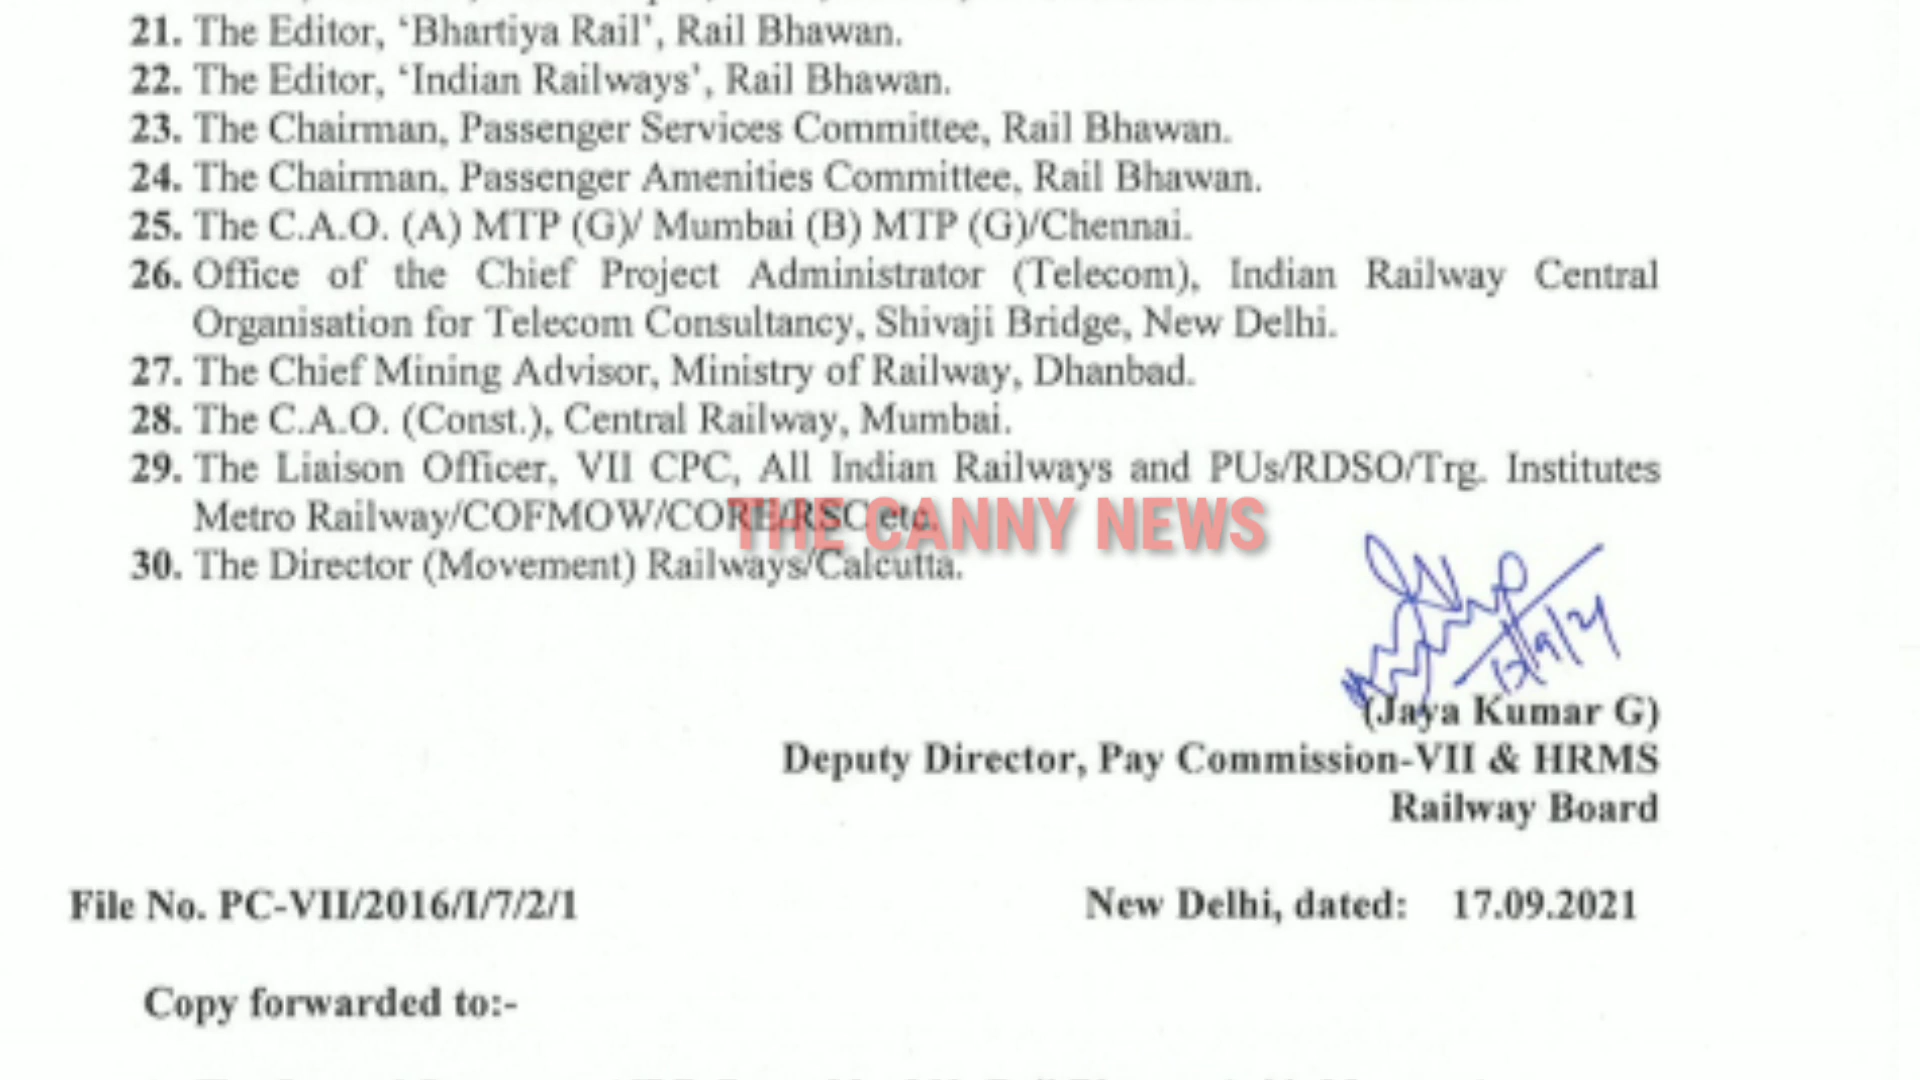 21. The Editor, ‘Bhartiya Rail’, Rail Bhawan.
22. The Editor, ‘Indian Railways’, Rail Bhawan.
23. The Chairman, Passenger Services Committee, Rail Bhawan.
24. The Chairman, Passenger Amenities Committee, Rail Bhawan.
25. The C.A.O. (A) MTP (G)/ Mumbai (B) MTP (G)/Chennai.
26. Office of the Chief Project Administrator (Telecom), Indian Railway Central
Organisation for Telecom Consultancy, Shivaji Bridge, New Delhi.
27. The Chief Mining Advisor, Ministry of Railway, Dhanbad.
28. The C.A.O. (Const.), Central Railway, Mumbai.
29. The Liaison Officer, VII CPC, All Indian Railways and PUs/RDSO/Trg. Institutes
Metro Railway/COFMOW/CORE/RSC etc.
THE CANNY NEWS
30. The Director (Movement) Railways/Calcutta.
(Jaya Kumar G)
Deputy Director, Pay Commission-VII & HRMS
Railway Board
File No. PC-VII/2016/I/7/2/1 New Delhi, dated: 17.09.2021
Copy forwarded to:-